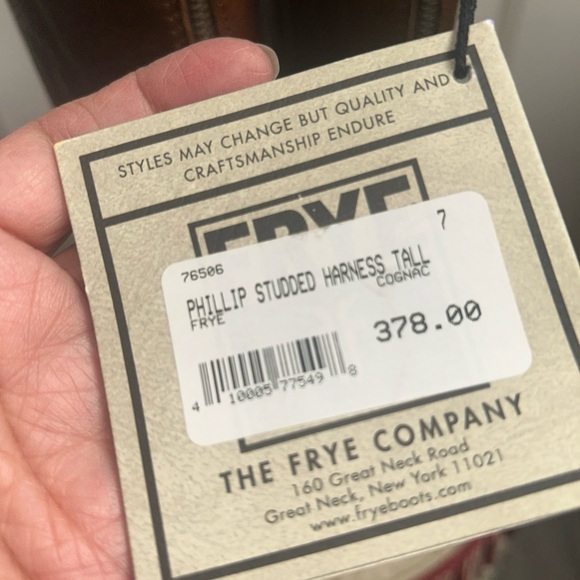 STYLES MAY CHANGE BUT QUALITY AND
CRAFTSMANSHIP ENDURE
FRYE
7
76506
PHILLIP STUDDED HARNESS TALL
COGNAC
FRYE
378.00
4 10005 77549 8
THE FRYE COMPANY
160 Great Neck Road
Great Neck, New York 11021
www.fryeboots.com